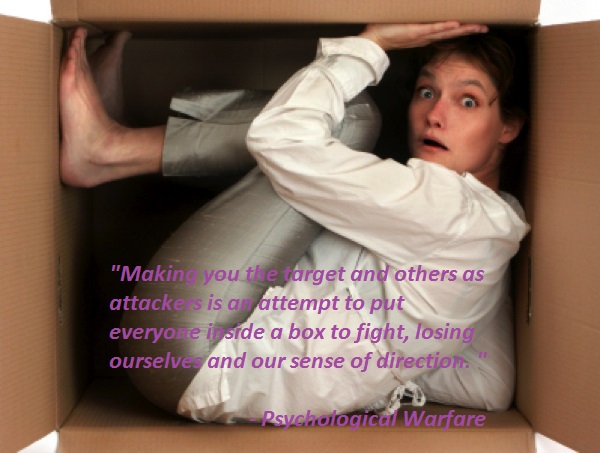 "Making you the target and others as
attackers is an attempt to put
everyone inside a box to fight, losing
ourselves and our sense of direction. "
- Psychological Warfare